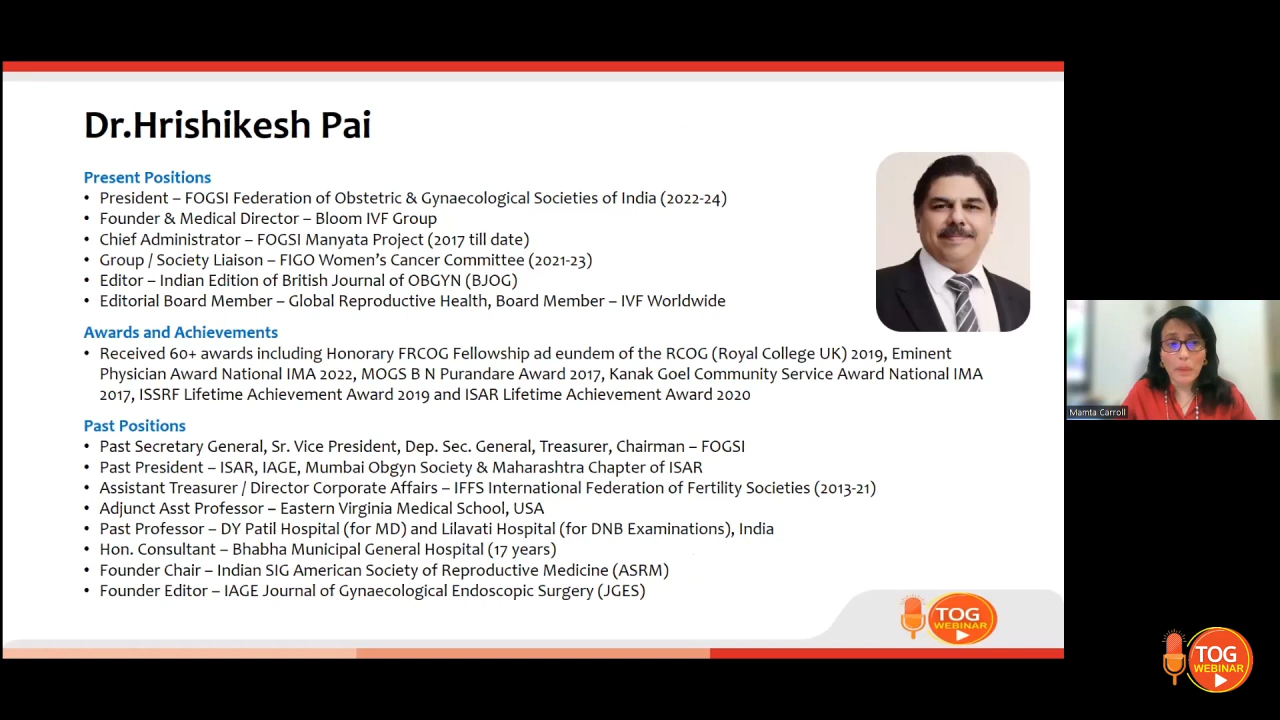 Dr.Hrishikesh Pai
Present Positions
• President – FOGSI Federation of Obstetric & Gynaecological Societies of India (2022-24)
• Founder & Medical Director – Bloom IVF Group
• Chief Administrator – FOGSI Manyata Project (2017 till date)
• Group / Society Liaison – FIGO Women's Cancer Committee (2021-23)
• Editor – Indian Edition of British Journal of OBGYN (BJOG)
• Editorial Board Member – Global Reproductive Health, Board Member – IVF Worldwide
Awards and Achievements
• Received 60+ awards including Honorary FRCOG Fellowship ad eundem of the RCOG (Royal College UK) 2019, Eminent
Physician Award National IMA 2022, MOGS B N Purandare Award 2017, Kanak Goel Community Service Award National IMA
2017, ISSRF Lifetime Achievement Award 2019 and ISAR Lifetime Achievement Award 2020
Past Positions
• Past Secretary General, Sr. Vice President, Dep. Sec. General, Treasurer, Chairman – FOGSI
• Past President – ISAR, IAGE, Mumbai Obgyn Society & Maharashtra Chapter of ISAR
• Assistant Treasurer / Director Corporate Affairs – IFFS International Federation of Fertility Societies (2013-21)
• Adjunct Asst Professor – Eastern Virginia Medical School, USA
• Past Professor – DY Patil Hospital (for MD) and Lilavati Hospital (for DNB Examinations), India
• Hon. Consultant – Bhabha Municipal General Hospital (17 years)
• Founder Chair – Indian SIG American Society of Reproductive Medicine (ASRM)
• Founder Editor – IAGE Journal of Gynaecological Endoscopic Surgery (JGES)
TOG
WEBINAR
Mamta Carroll
TOG
WEBINAR